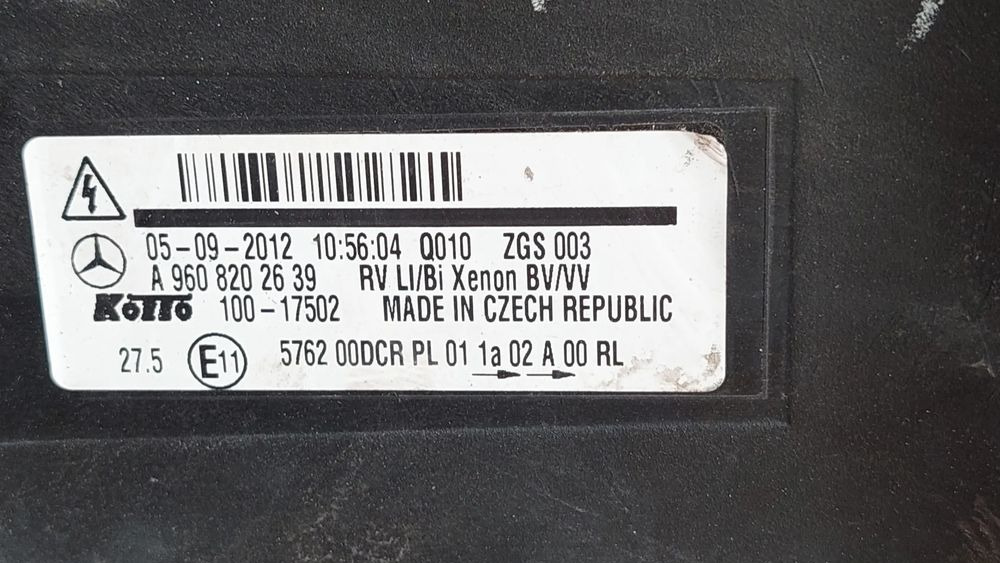 05-09-2012 10:56:04 Q010 ZGS 003
A 960 820 26 39 RV LI/Bi Xenon BV/VV
KOITO 100-17502 MADE IN CZECH REPUBLIC
27.5 E11 5762 00DCR PL 01 1a 02 A 00 RL